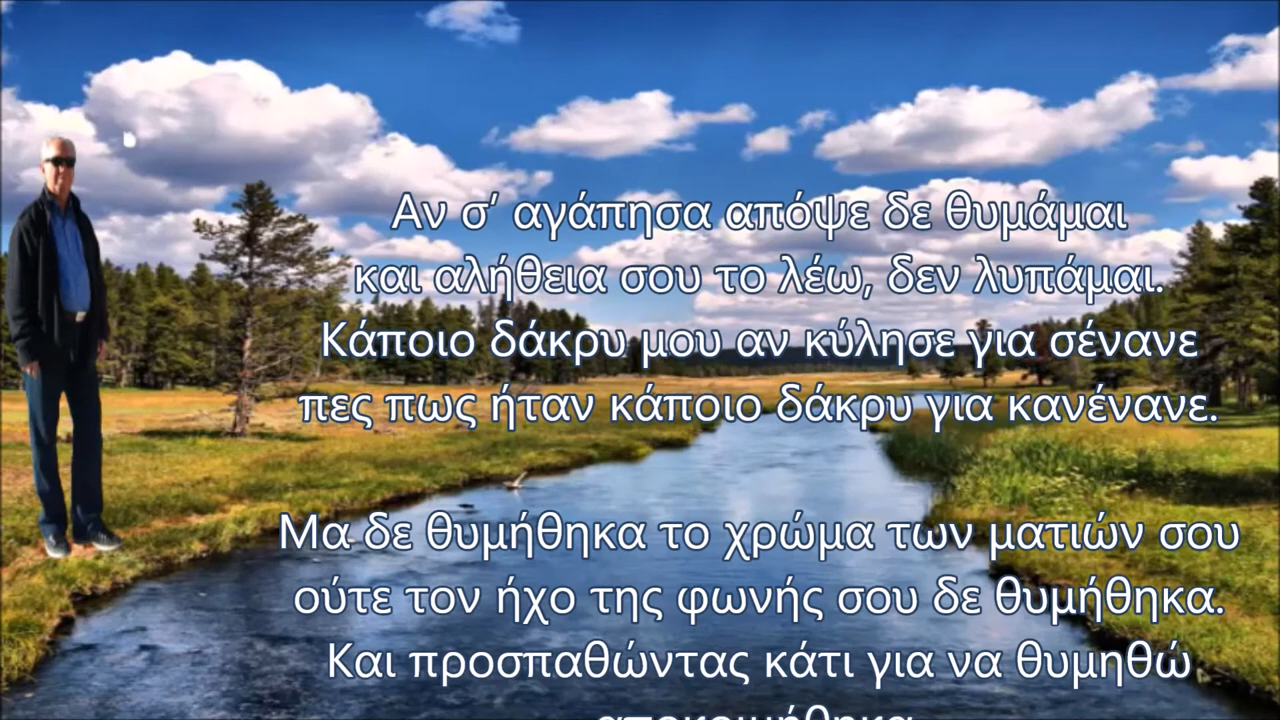 Αν σ’ αγάπησα απόψε δε θυμάμαι
και αλήθεια σου το λέω, δεν λυπάμαι.
Κάποιο δάκρυ μου αν κύλησε για σένανε
πες πως ήταν κάποιο δάκρυ για κανένανε.
Μα δε θυμήθηκα το χρώμα των ματιών σου
ούτε τον ήχο της φωνής σου δε θυμήθηκα.
Και προσπαθώντας κάτι για να θυμηθώ
αποκοιμήθηκα